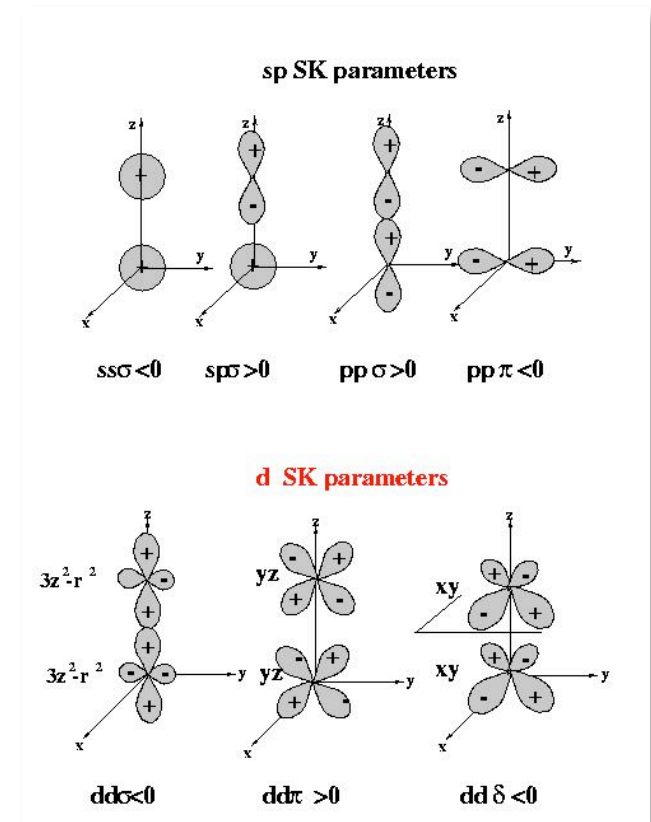 sp SK parameters
z z z z
+ + + - +
-
+ + + - +
-
y y y y
x x x x
ssσ <0 spσ >0 pp σ >0 pp π <0
d SK parameters
z z z
3z²-r² + - yz - + xy + -
+ + - - +
3z²-r² + - yz - + xy + -
+ + - - +
y y y
x x x
ddσ<0 ddπ >0 dd δ <0